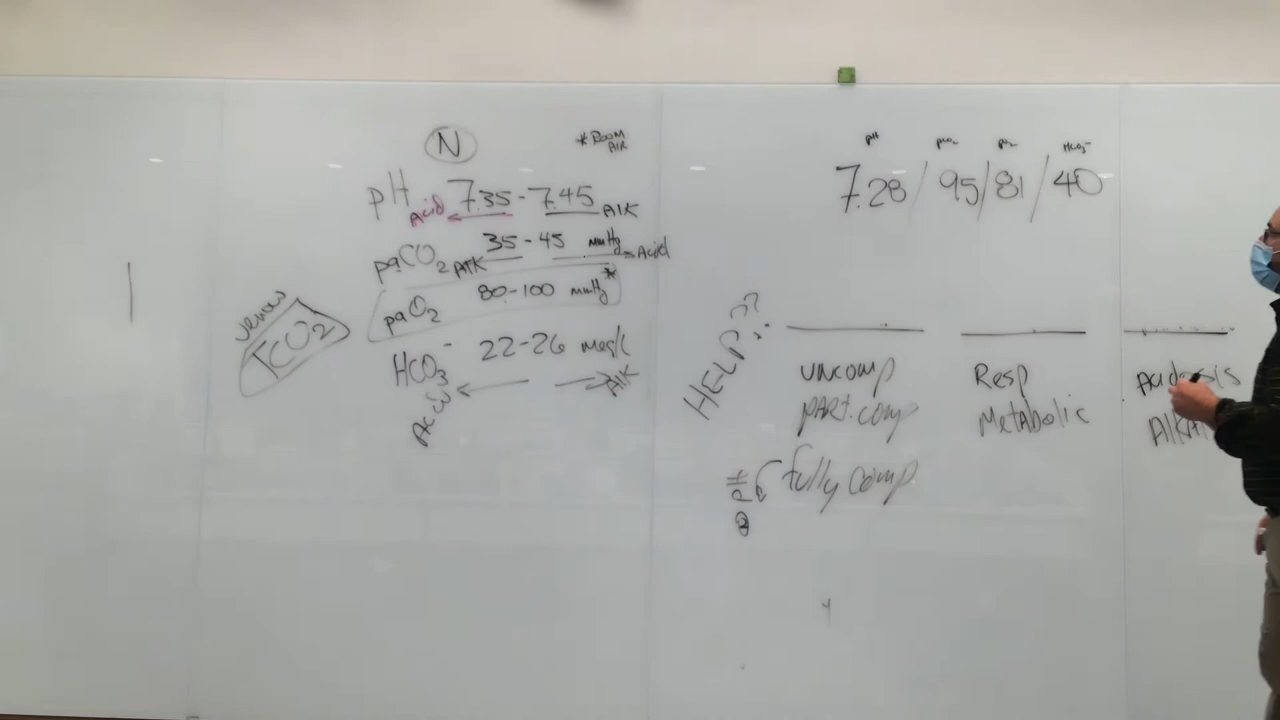 N
*ROOM
AIR
pH Acid 7.35 - 7.45 Alk
paCO2 AlK 35 - 45 mmHg = Acid
paO2 80-100 mmHg*
HCO3- 22-26 meq/L
Acid
Alk
venous
TCO2
pH pCO2 pO2 HCO3-
7.28 / 95 / 81 / 40
HELP???
uncomp
PART. comp
fully comp.
pH
Resp
Metabolic
Acidosis